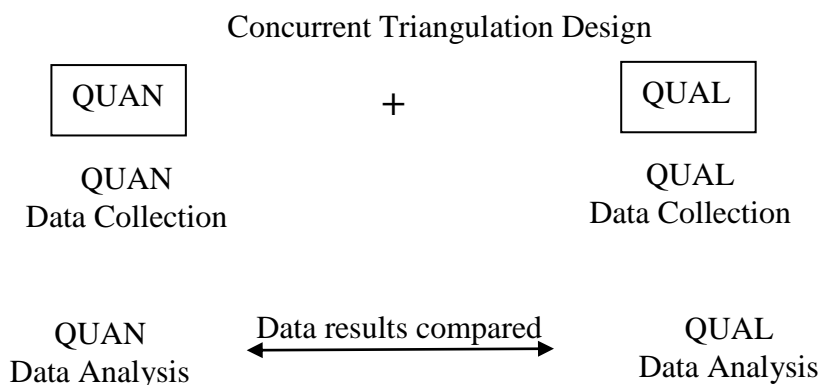 Concurrent Triangulation Design
QUAN + QUAL
QUAN QUAL
Data Collection Data Collection
QUAN Data results compared QUAL
Data Analysis Data Analysis